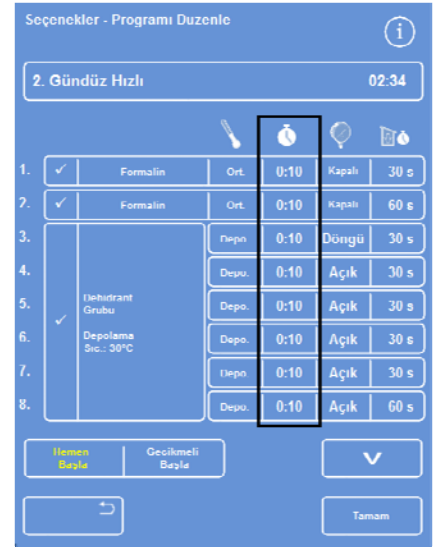 Seçenekler - Programı Duzenle
i
2. Gündüz Hızlı 02:34
1. ✓ Formalin Ort. 0:10 Kapalı 30 s
2. ✓ Formalin Ort. 0:10 Kapalı 60 s
3. Depo. 0:10 Döngü 30 s
4. Depo. 0:10 Açık 30 s
5. Dehidrant Grubu Depo. 0:10 Açık 30 s
✓
6. Depolama Sıc.: 30°C Depo. 0:10 Açık 30 s
7. Depo. 0:10 Açık 30 s
8. Depo. 0:10 Açık 60 s
Hemen Başla
Gecikmeli Başla
Tamam